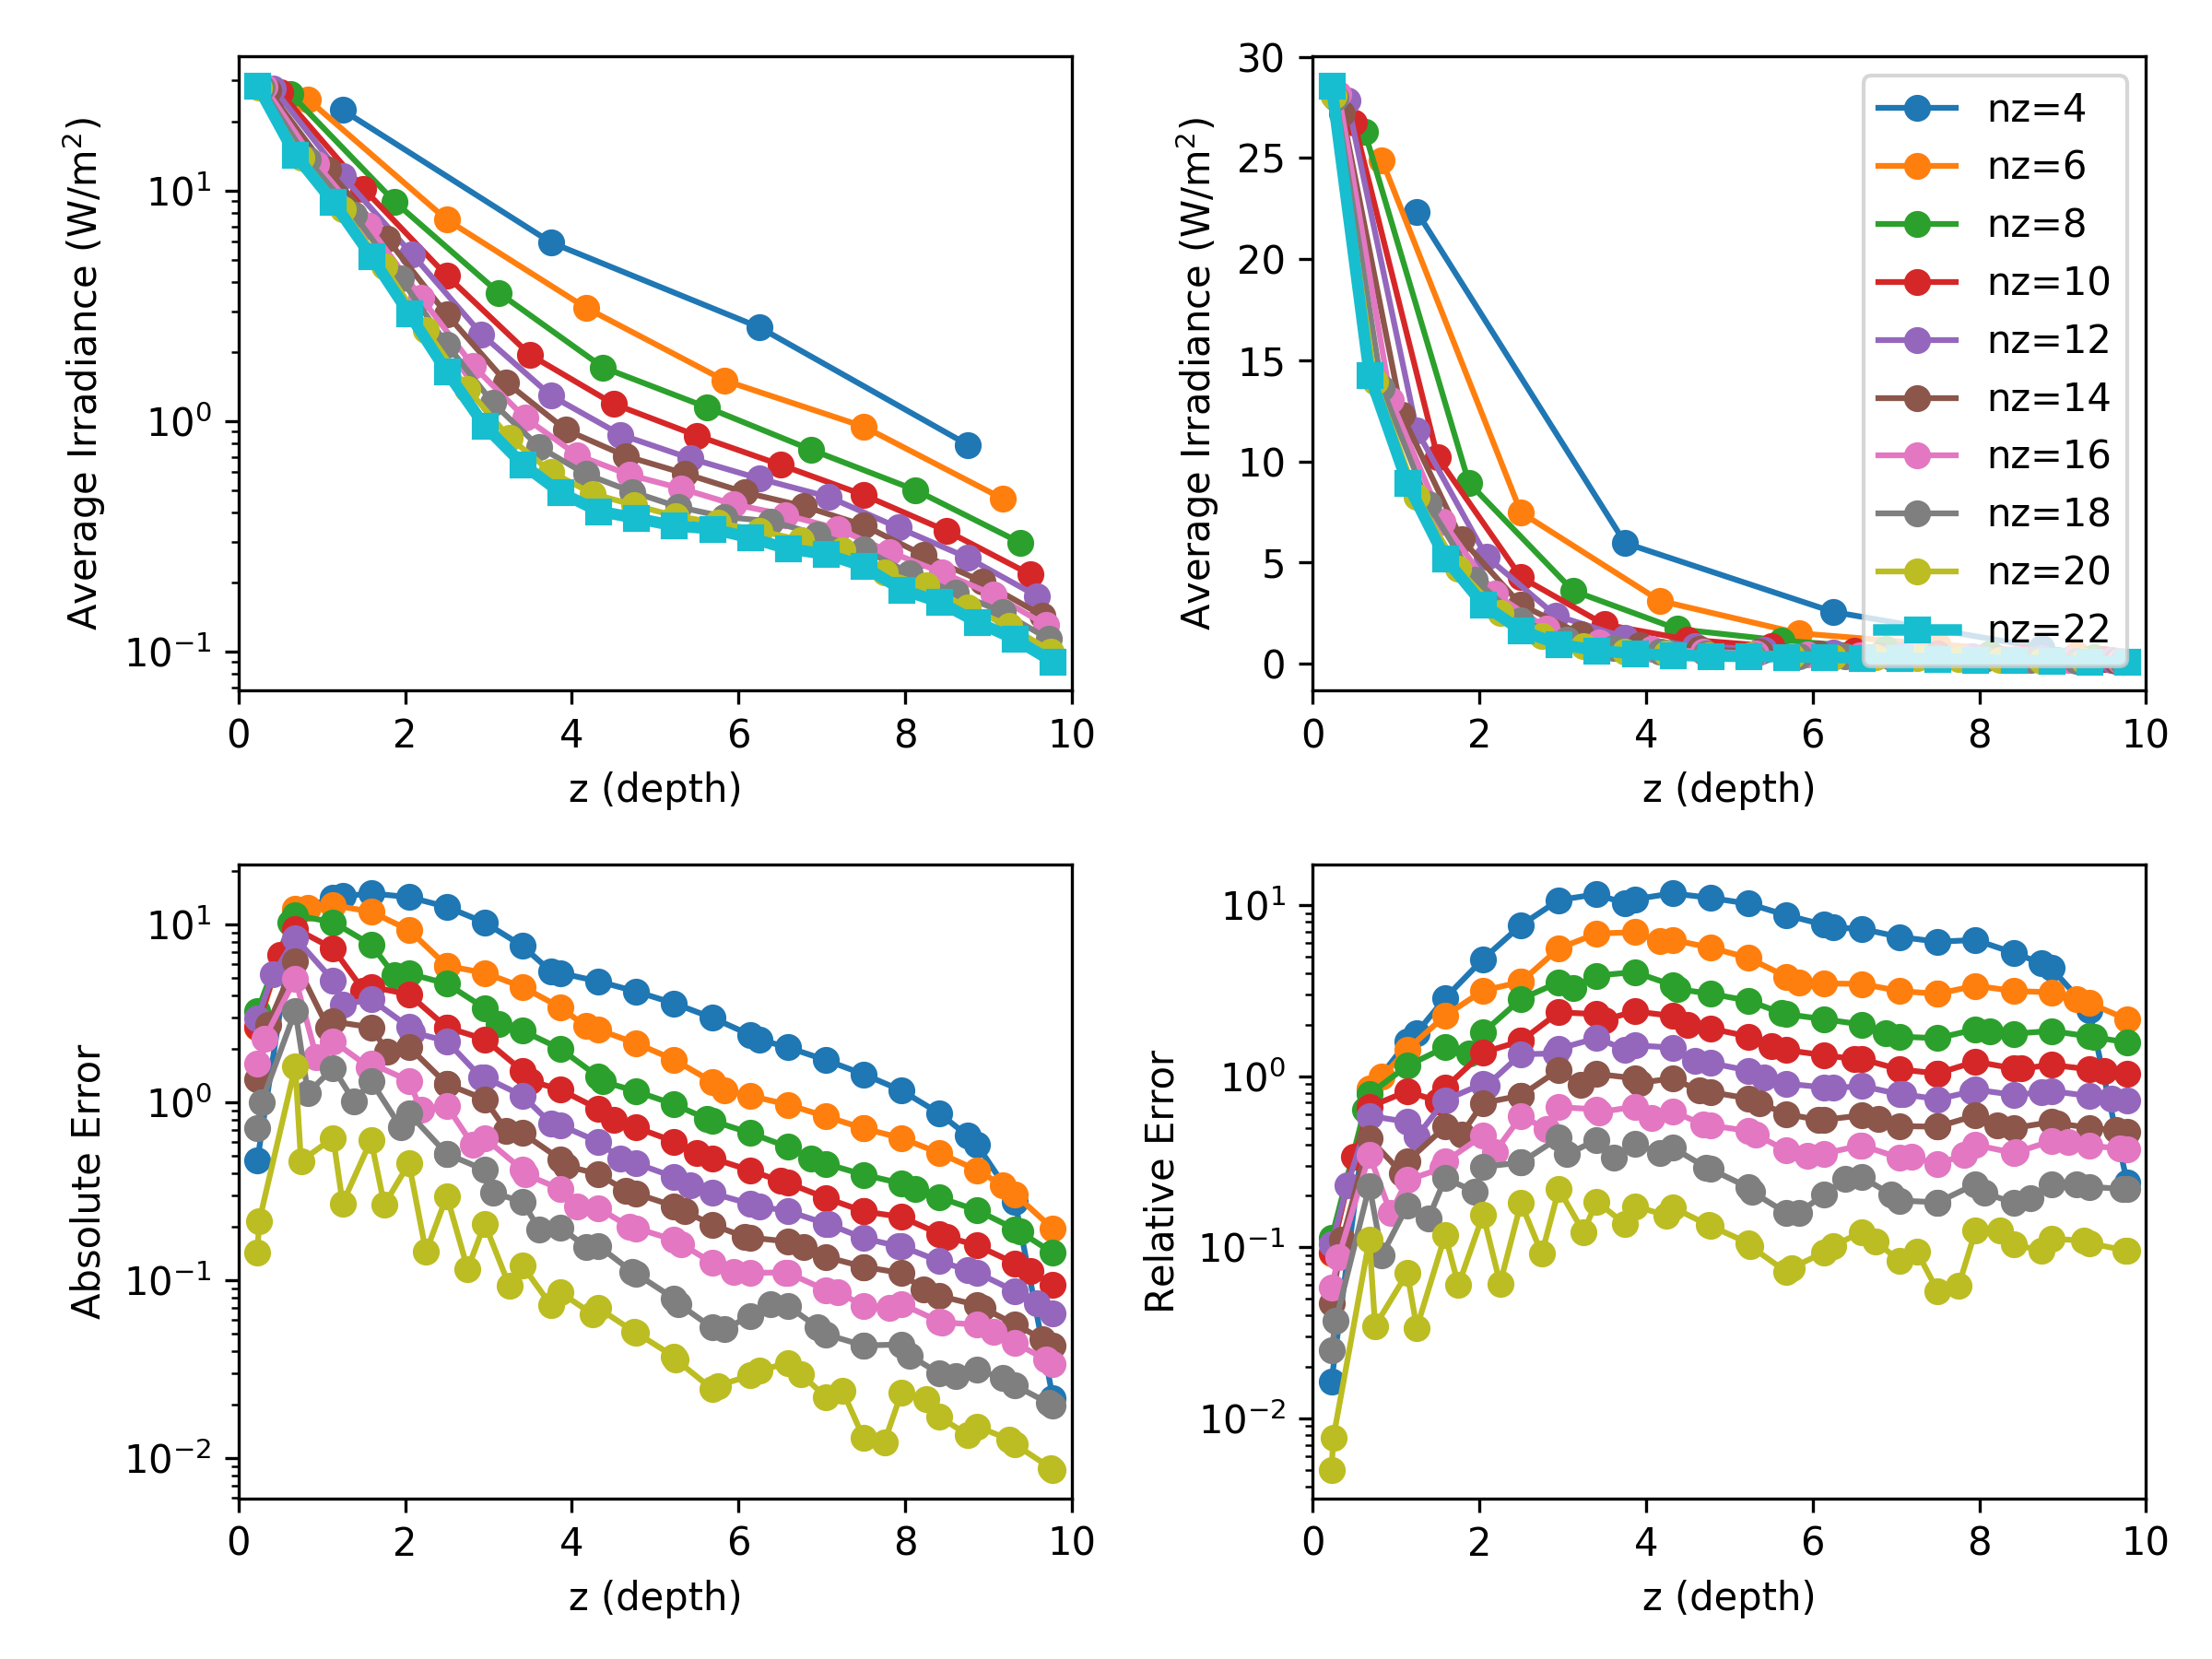 Average Irradiance (W/m²)
10¹
10⁰
10⁻¹
0 2 4 6 8 10
z (depth)
Average Irradiance (W/m²)
30
25
20
15
10
5
0
0 2 4 6 8 10
z (depth)
nz=4
nz=6
nz=8
nz=10
nz=12
nz=14
nz=16
nz=18
nz=20
nz=22
Absolute Error
10¹
10⁰
10⁻¹
10⁻²
0 2 4 6 8 10
z (depth)
Relative Error
10¹
10⁰
10⁻¹
10⁻²
0 2 4 6 8 10
z (depth)